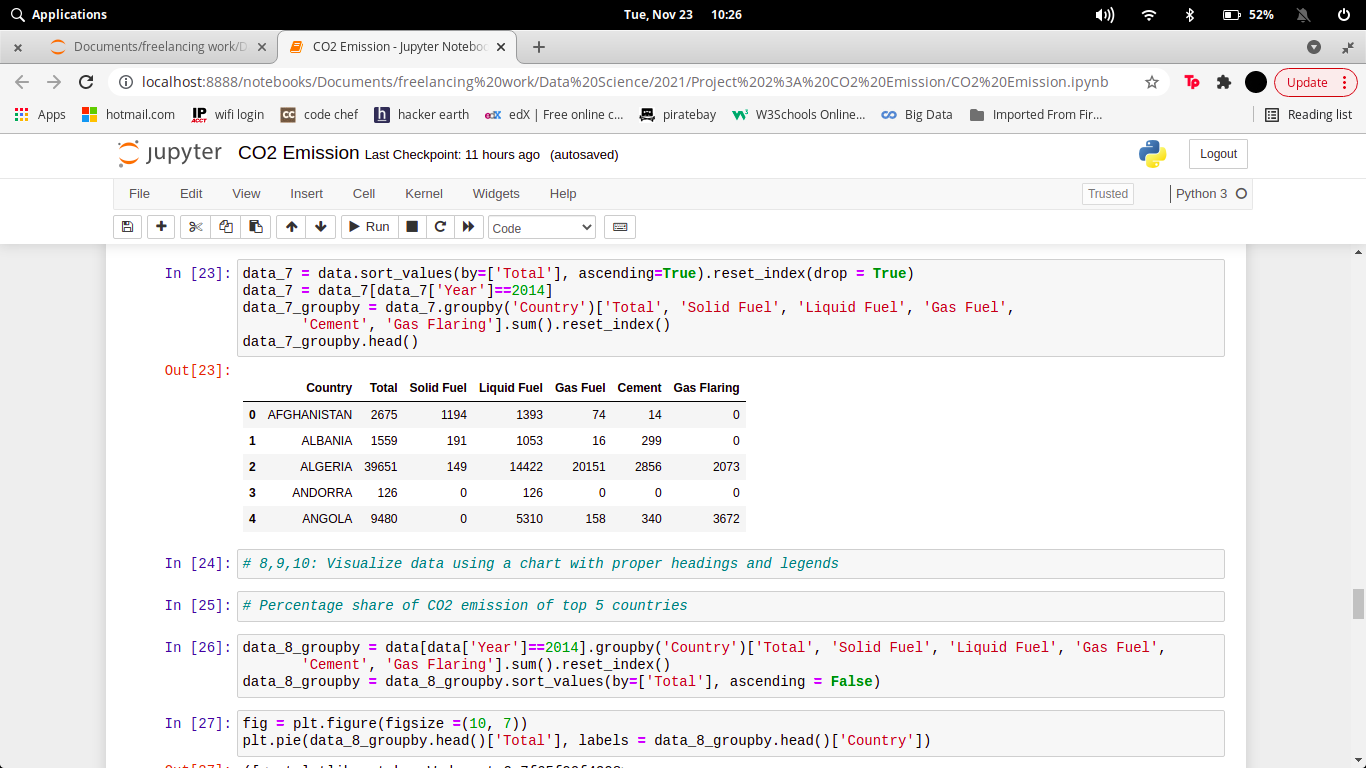 Applications
Tue, Nov 23 10:26
52%
Documents/freelancing work/D
CO2 Emission - Jupyter Noteboo
localhost:8888/notebooks/Documents/freelancing%20work/Data%20Science/2021/Project%202%3A%20CO2%20Emission/CO2%20Emission.ipynb
Tp
Update
Apps
hotmail.com
IP ACCT
wifi login
CC
code chef
h
hacker earth
edX
edX | Free online c...
piratebay
W3Schools Online...
Big Data
Imported From Fir...
Reading list
jupyter
CO2 Emission Last Checkpoint: 11 hours ago (autosaved)
Logout
File Edit View Insert Cell Kernel Widgets Help
Trusted
Python 3
Run
Code
In [23]: data_7 = data.sort_values(by=['Total'], ascending=True).reset_index(drop = True)
data_7 = data_7[data_7['Year']==2014]
data_7_groupby = data_7.groupby('Country')['Total', 'Solid Fuel', 'Liquid Fuel', 'Gas Fuel',
'Cement', 'Gas Flaring'].sum().reset_index()
data_7_groupby.head()
Out[23]:
Country Total Solid Fuel Liquid Fuel Gas Fuel Cement Gas Flaring
0 AFGHANISTAN 2675 1194 1393 74 14 0
1 ALBANIA 1559 191 1053 16 299 0
2 ALGERIA 39651 149 14422 20151 2856 2073
3 ANDORRA 126 0 126 0 0 0
4 ANGOLA 9480 0 5310 158 340 3672
In [24]: # 8,9,10: Visualize data using a chart with proper headings and legends
In [25]: # Percentage share of CO2 emission of top 5 countries
In [26]: data_8_groupby = data[data['Year']==2014].groupby('Country')['Total', 'Solid Fuel', 'Liquid Fuel', 'Gas Fuel',
'Cement', 'Gas Flaring'].sum().reset_index()
data_8_groupby = data_8_groupby.sort_values(by=['Total'], ascending = False)
In [27]: fig = plt.figure(figsize =(10, 7))
plt.pie(data_8_groupby.head()['Total'], labels = data_8_groupby.head()['Country'])